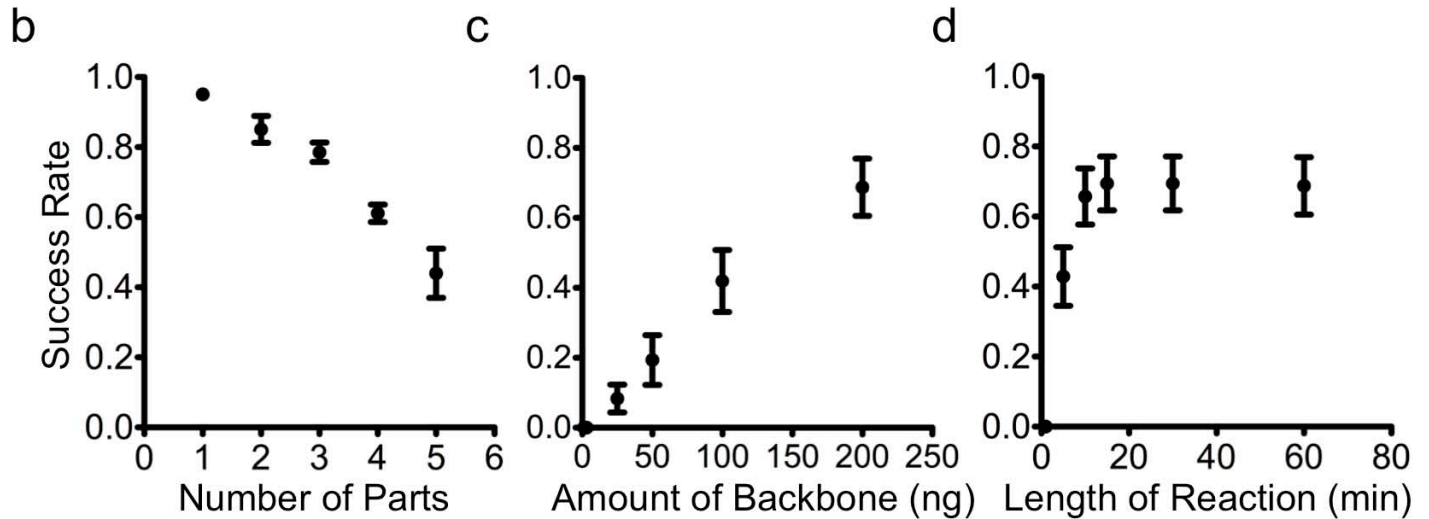 b
c
d
Success Rate
1.0
0.8
0.6
0.4
0.2
0.0
0 1 2 3 4 5 6
Number of Parts
1.0
0.8
0.6
0.4
0.2
0.0
0 50 100 150 200 250
Amount of Backbone (ng)
1.0
0.8
0.6
0.4
0.2
0.0
0 20 40 60 80
Length of Reaction (min)